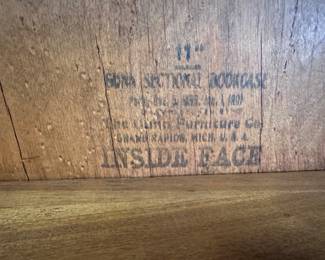 11"
GUNN SECTIONAL BOOKCASE
The Gunn Furniture Co.
GRAND RAPIDS, MICH. U.S.A.
INSIDE FACE